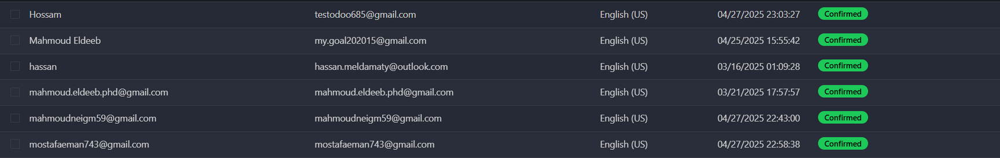 Hossam testodoo685@gmail.com English (US) 04/27/2025 23:03:27 Confirmed
Mahmoud Eldeeb my.goal202015@gmail.com English (US) 04/25/2025 15:55:42 Confirmed
hassan hassan.meldamaty@outlook.com English (US) 03/16/2025 01:09:28 Confirmed
mahmoud.eldeeb.phd@gmail.com mahmoud.eldeeb.phd@gmail.com English (US) 03/21/2025 17:57:57 Confirmed
mahmoudneigm59@gmail.com mahmoudneigm59@gmail.com English (US) 04/27/2025 22:43:00 Confirmed
mostafaeman743@gmail.com mostafaeman743@gmail.com English (US) 04/27/2025 22:58:38 Confirmed